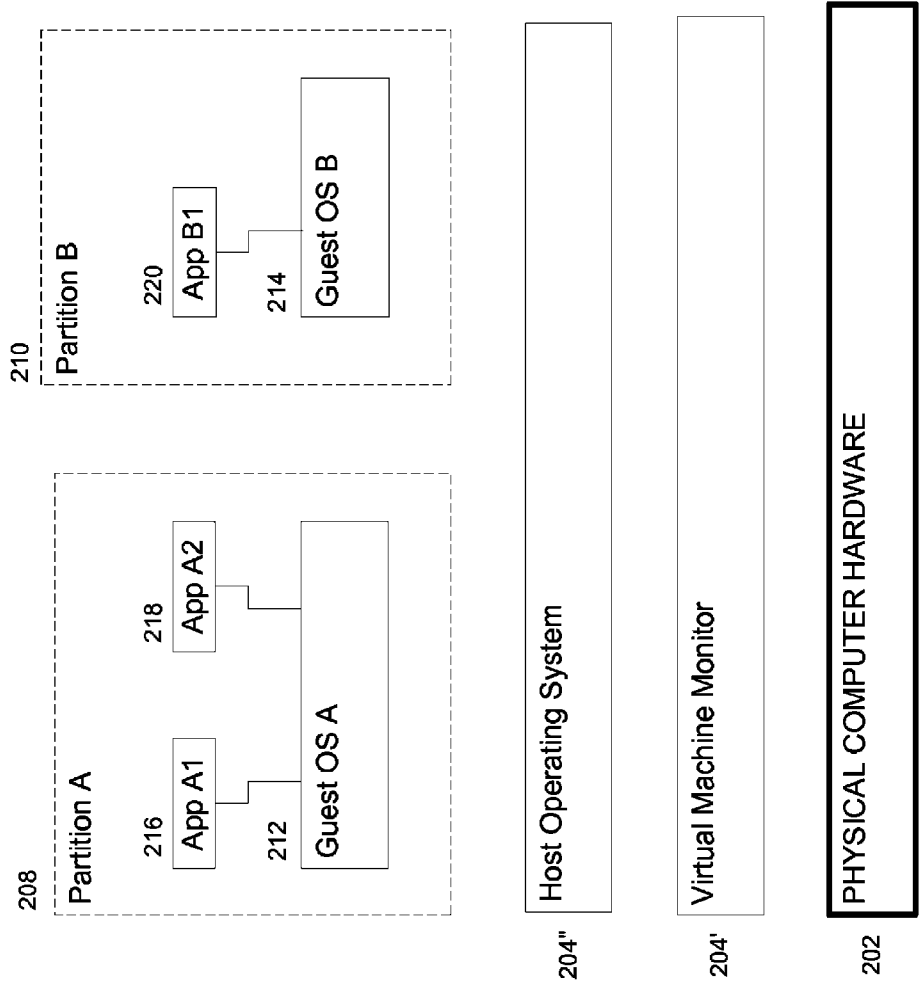 208
Partition A
216
App A1
218
App A2
212
Guest OS A
210
Partition B
220
App B1
214
Guest OS B
204"
Host Operating System
204'
Virtual Machine Monitor
202
PHYSICAL COMPUTER HARDWARE